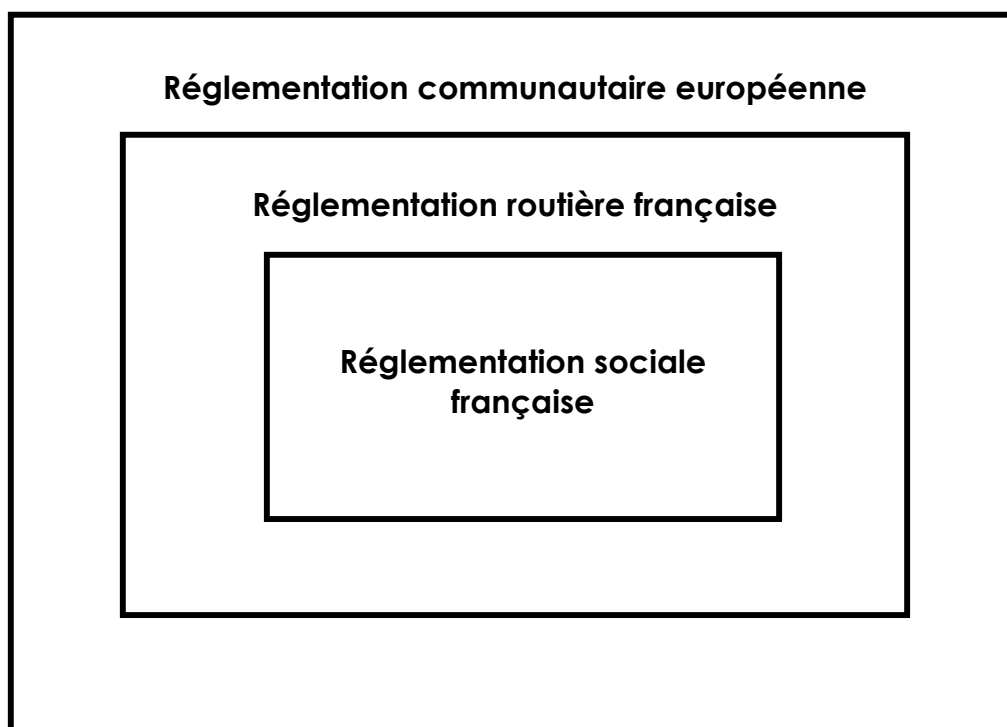 Réglementation communautaire européenne
Réglementation routière française
Réglementation sociale
française